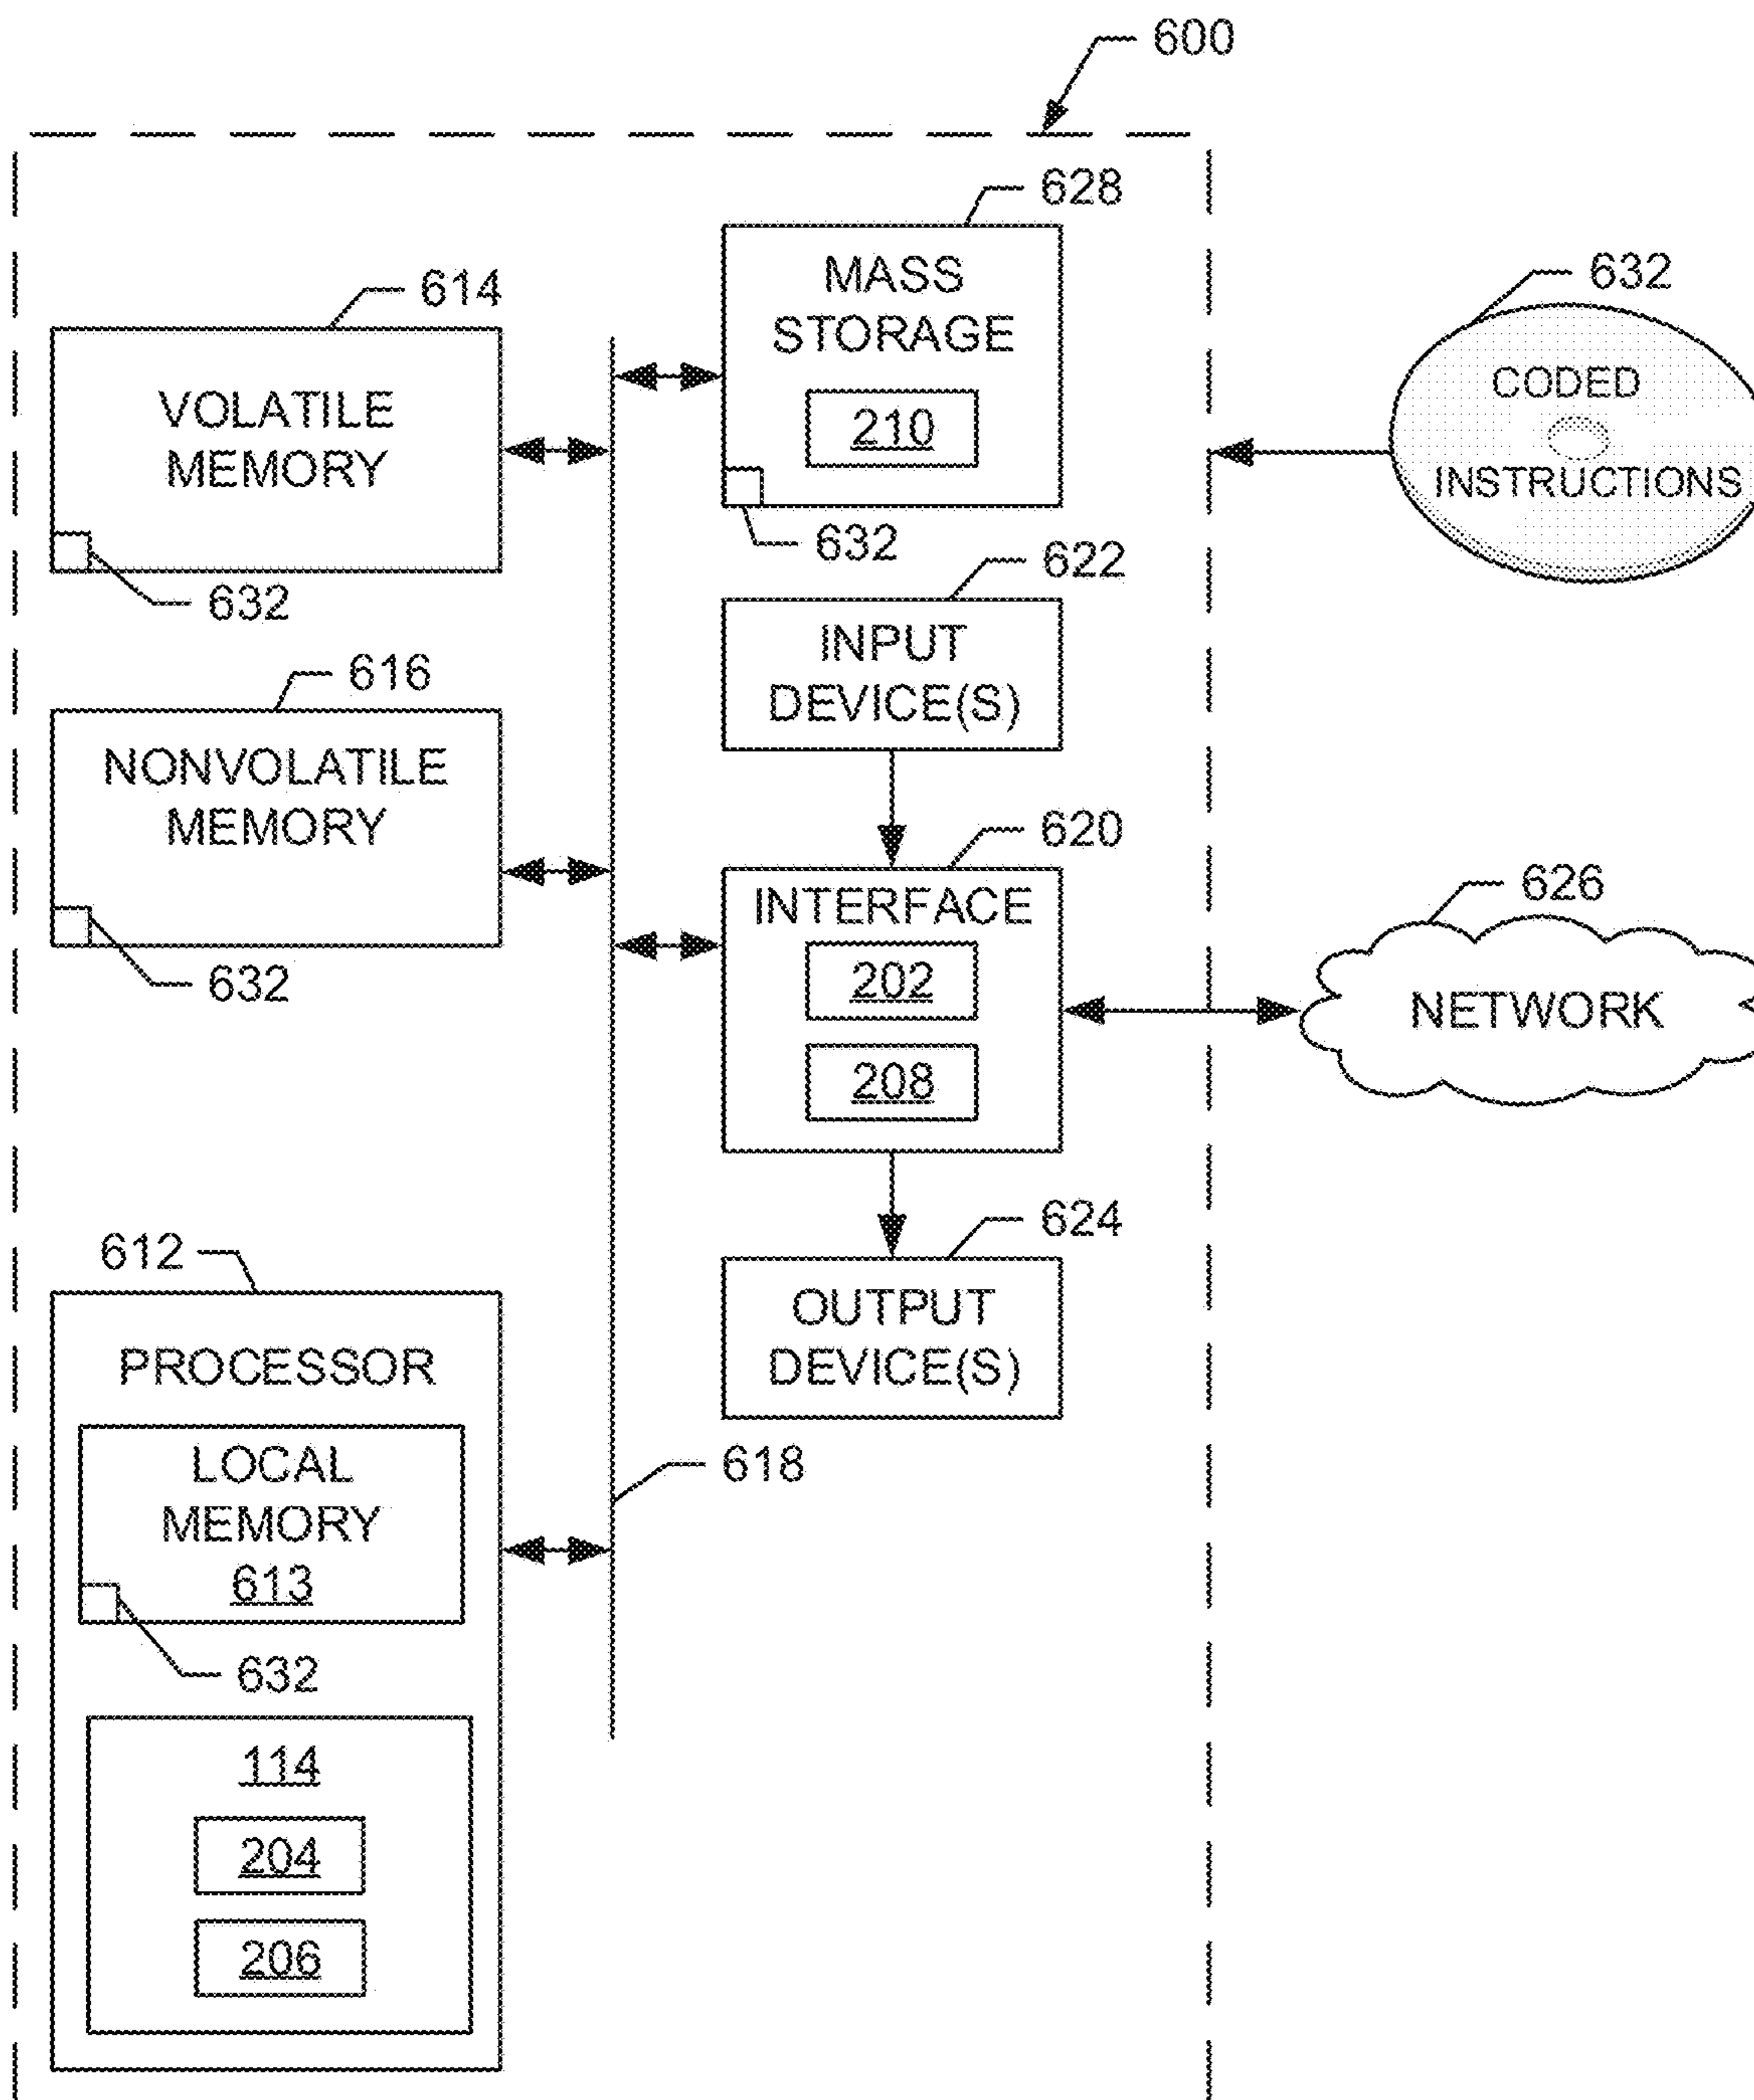 600
628
MASS
STORAGE
210
632
614
VOLATILE
MEMORY
632
632
CODED
INSTRUCTIONS
622
INPUT
DEVICE(S)
616
NONVOLATILE
MEMORY
632
620
INTERFACE
202
208
626
NETWORK
624
OUTPUT
DEVICE(S)
612
PROCESSOR
LOCAL
MEMORY
613
632
618
114
204
206